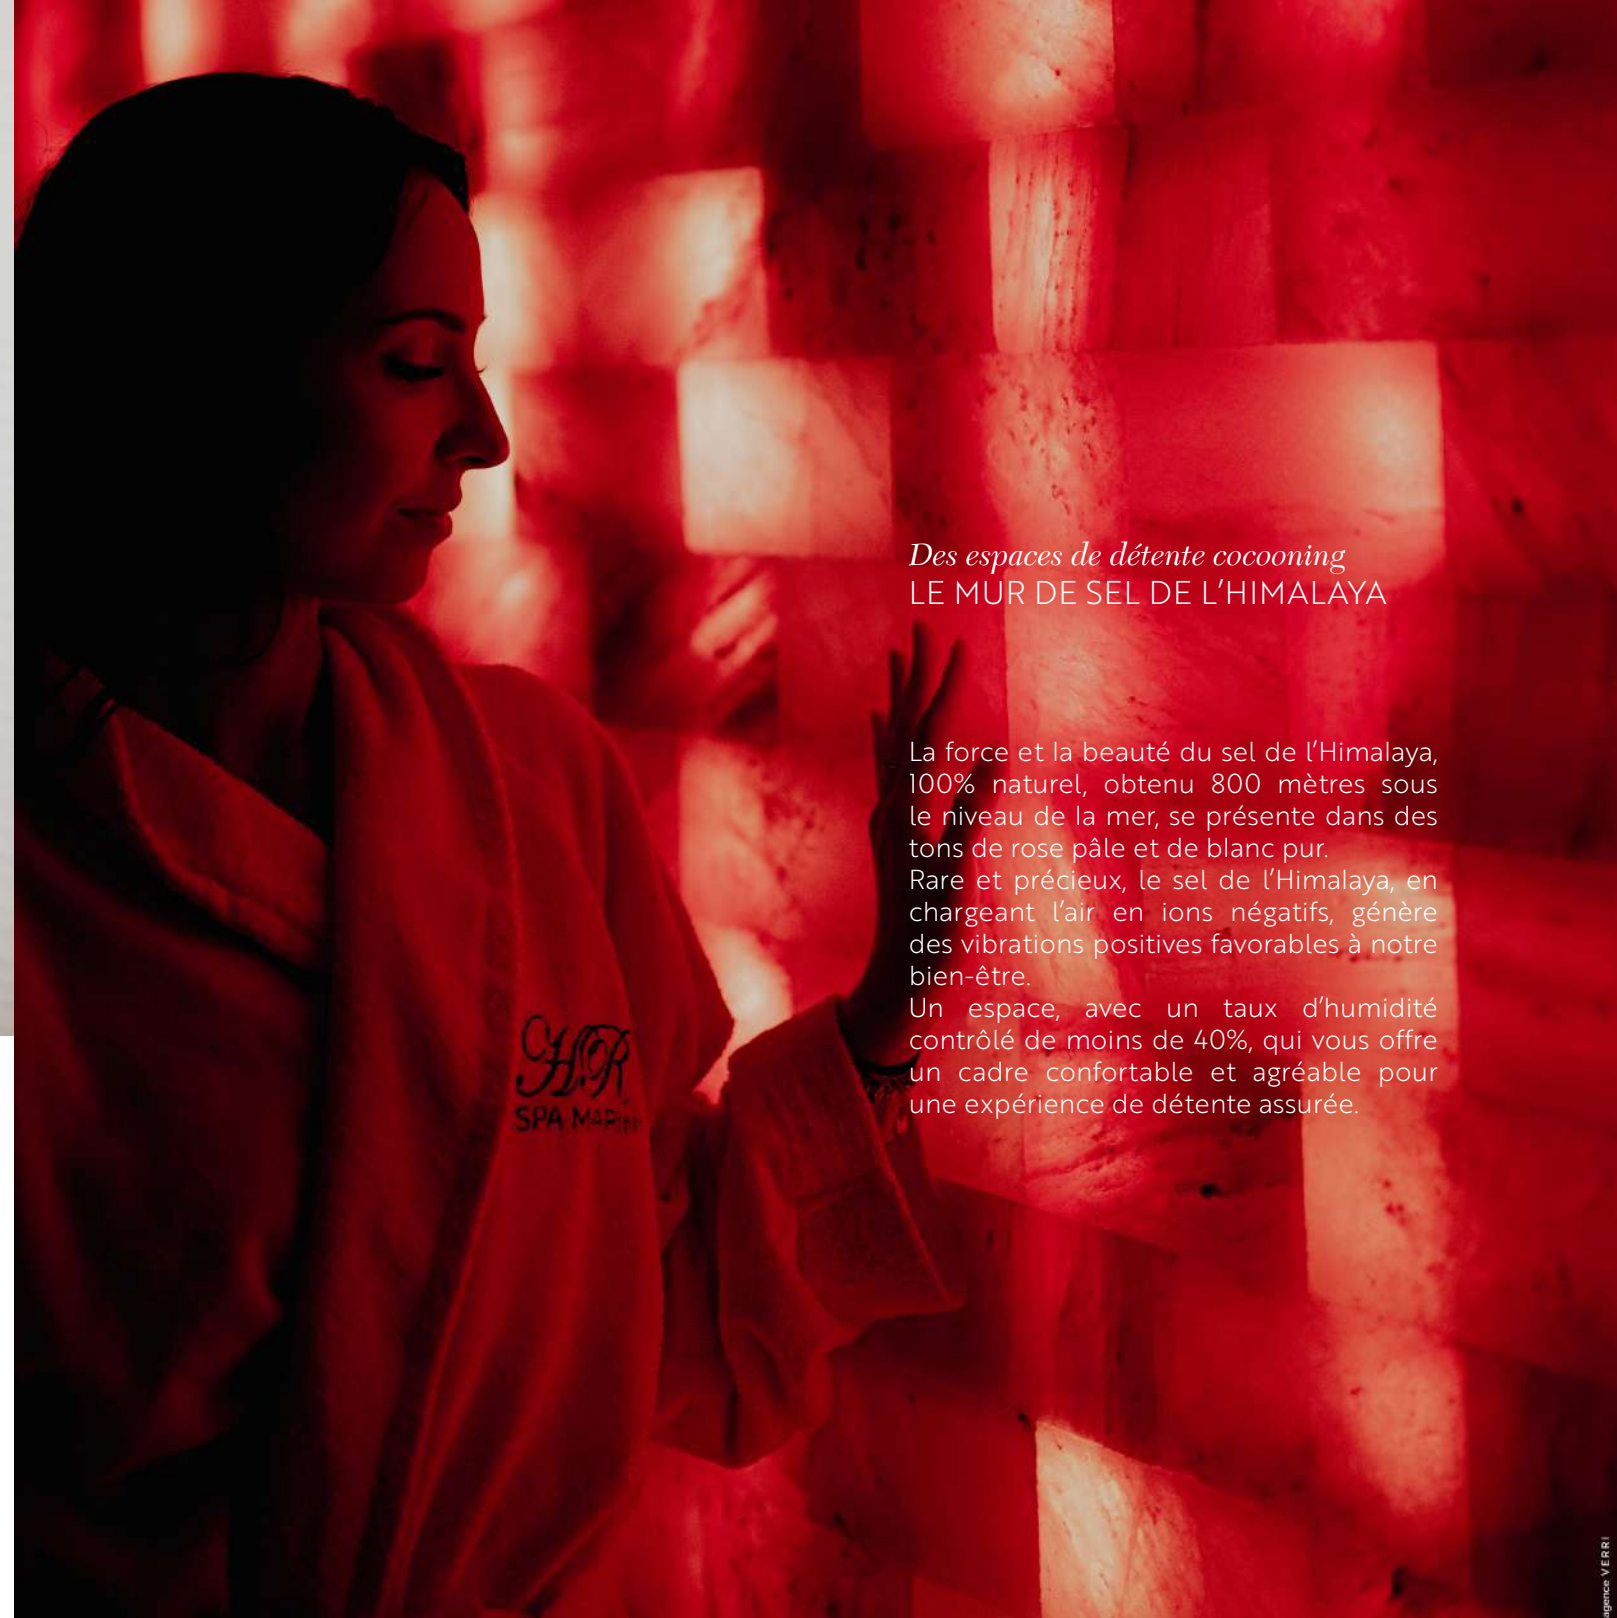 Des espaces de détente cocooning
LE MUR DE SEL DE L’HIMALAYA
La force et la beauté du sel de l’Himalaya,
100% naturel, obtenu 800 mètres sous
le niveau de la mer, se présente dans des
tons de rose pâle et de blanc pur.
Rare et précieux, le sel de l’Himalaya, en
chargeant l’air en ions négatifs, génère
des vibrations positives favorables à notre
bien-être.
Un espace, avec un taux d’humidité
contrôlé de moins de 40%, qui vous offre
un cadre confortable et agréable pour
une expérience de détente assurée.
HR
SPA
VERRI